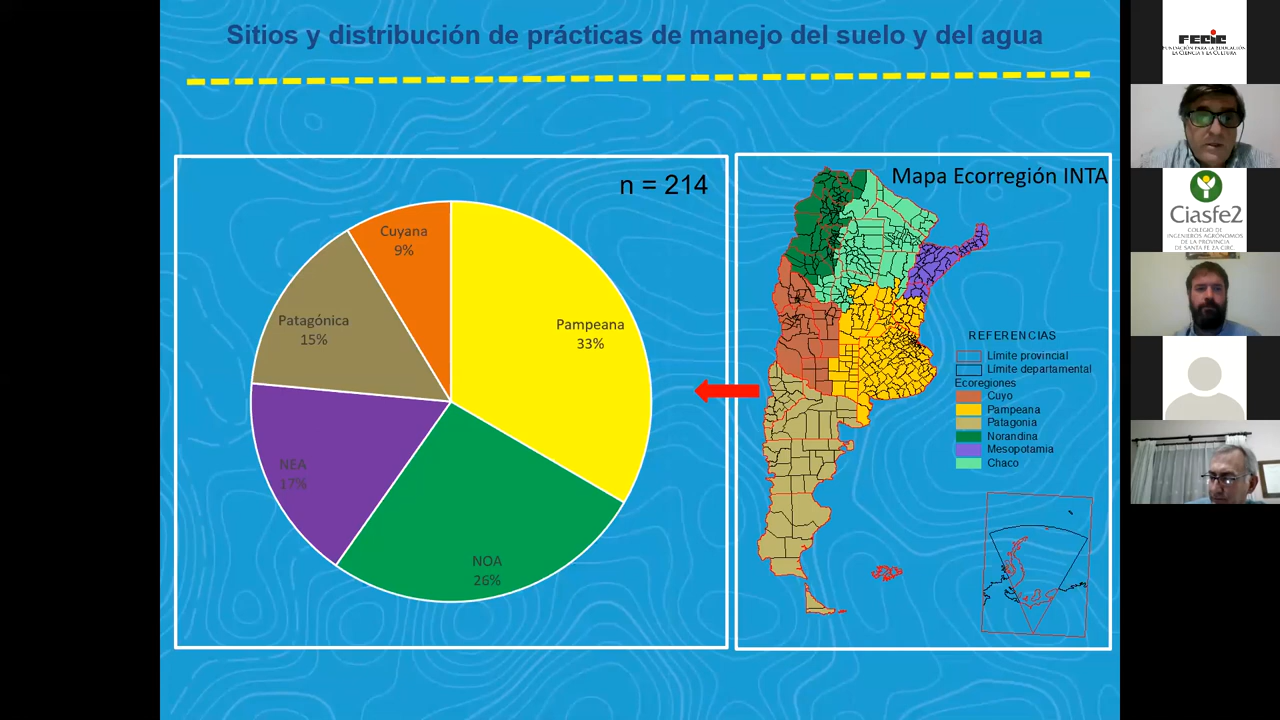 Sitios y distribución de prácticas de manejo del suelo y del agua
n = 214
Cuyana
9%
Pampeana
33%
Patagónica
15%
NEA
17%
NOA
26%
Mapa Ecorregión INTA
REFERENCIAS
Límite provincial
Límite departamental
Ecoregiones
Cuyo
Pampeana
Patagonia
Norandina
Mesopotamia
Chaco
FECIC
FUNDACIÓN PARA LA EDUCACIÓN
LA CIENCIA Y LA CULTURA
Ciasfe2
COLEGIO DE
INGENIEROS AGRÓNOMOS
DE LA PROVINCIA
DE SANTA FE 2A CIRC.